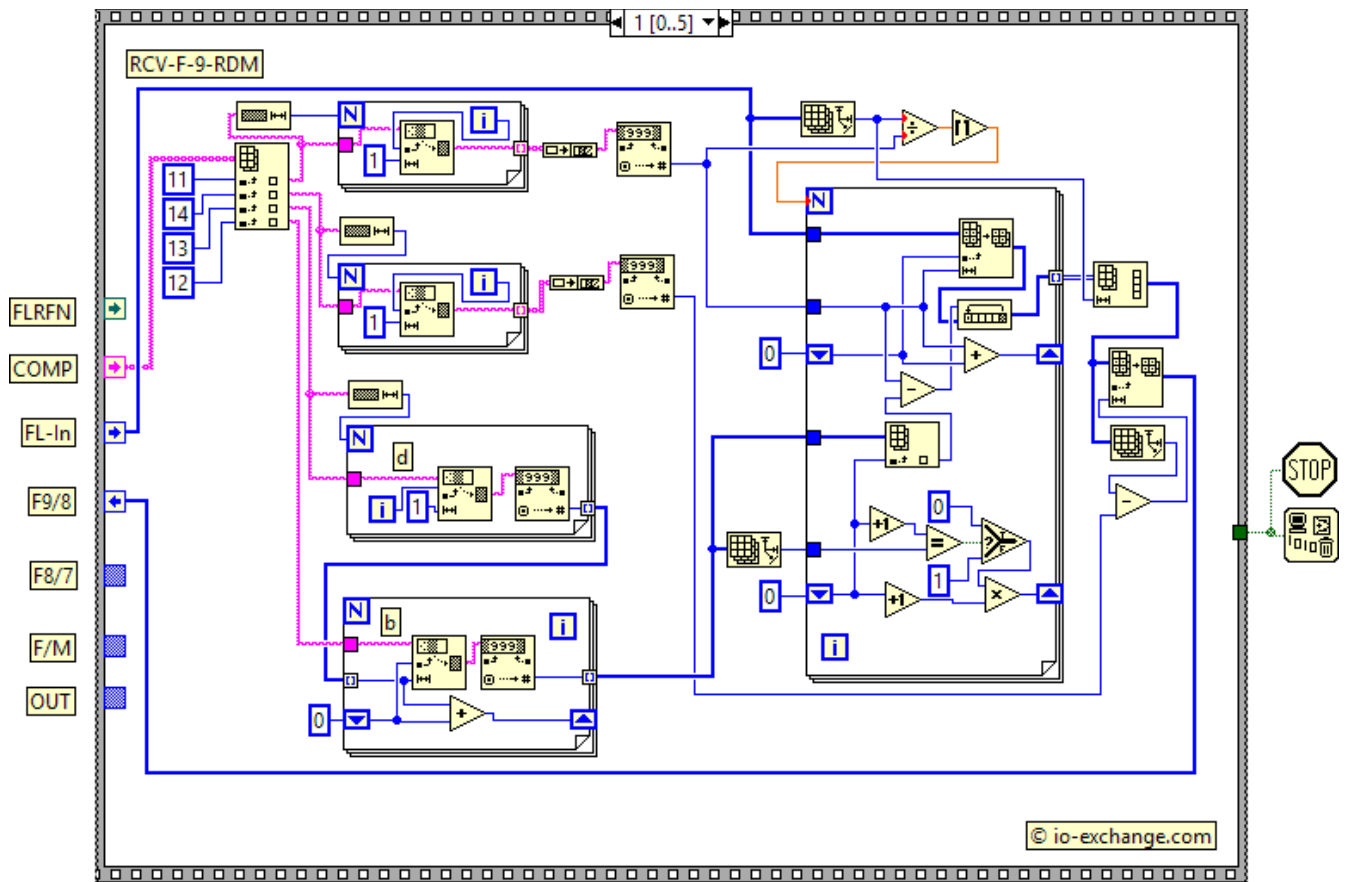 1 [0..5]
RCV-F-9-RDM
N
i
1
999
11
14
13
12
N
i
1
999
FLRFN
COMP
FL-In
F9/8
F8/7
F/M
OUT
N
d
i
1
999
N
b
i
999
0
N
0
+
-
+1
=
0
?
T
F
1
0
+1
x
i
÷
-
+
STOP
© io-exchange.com